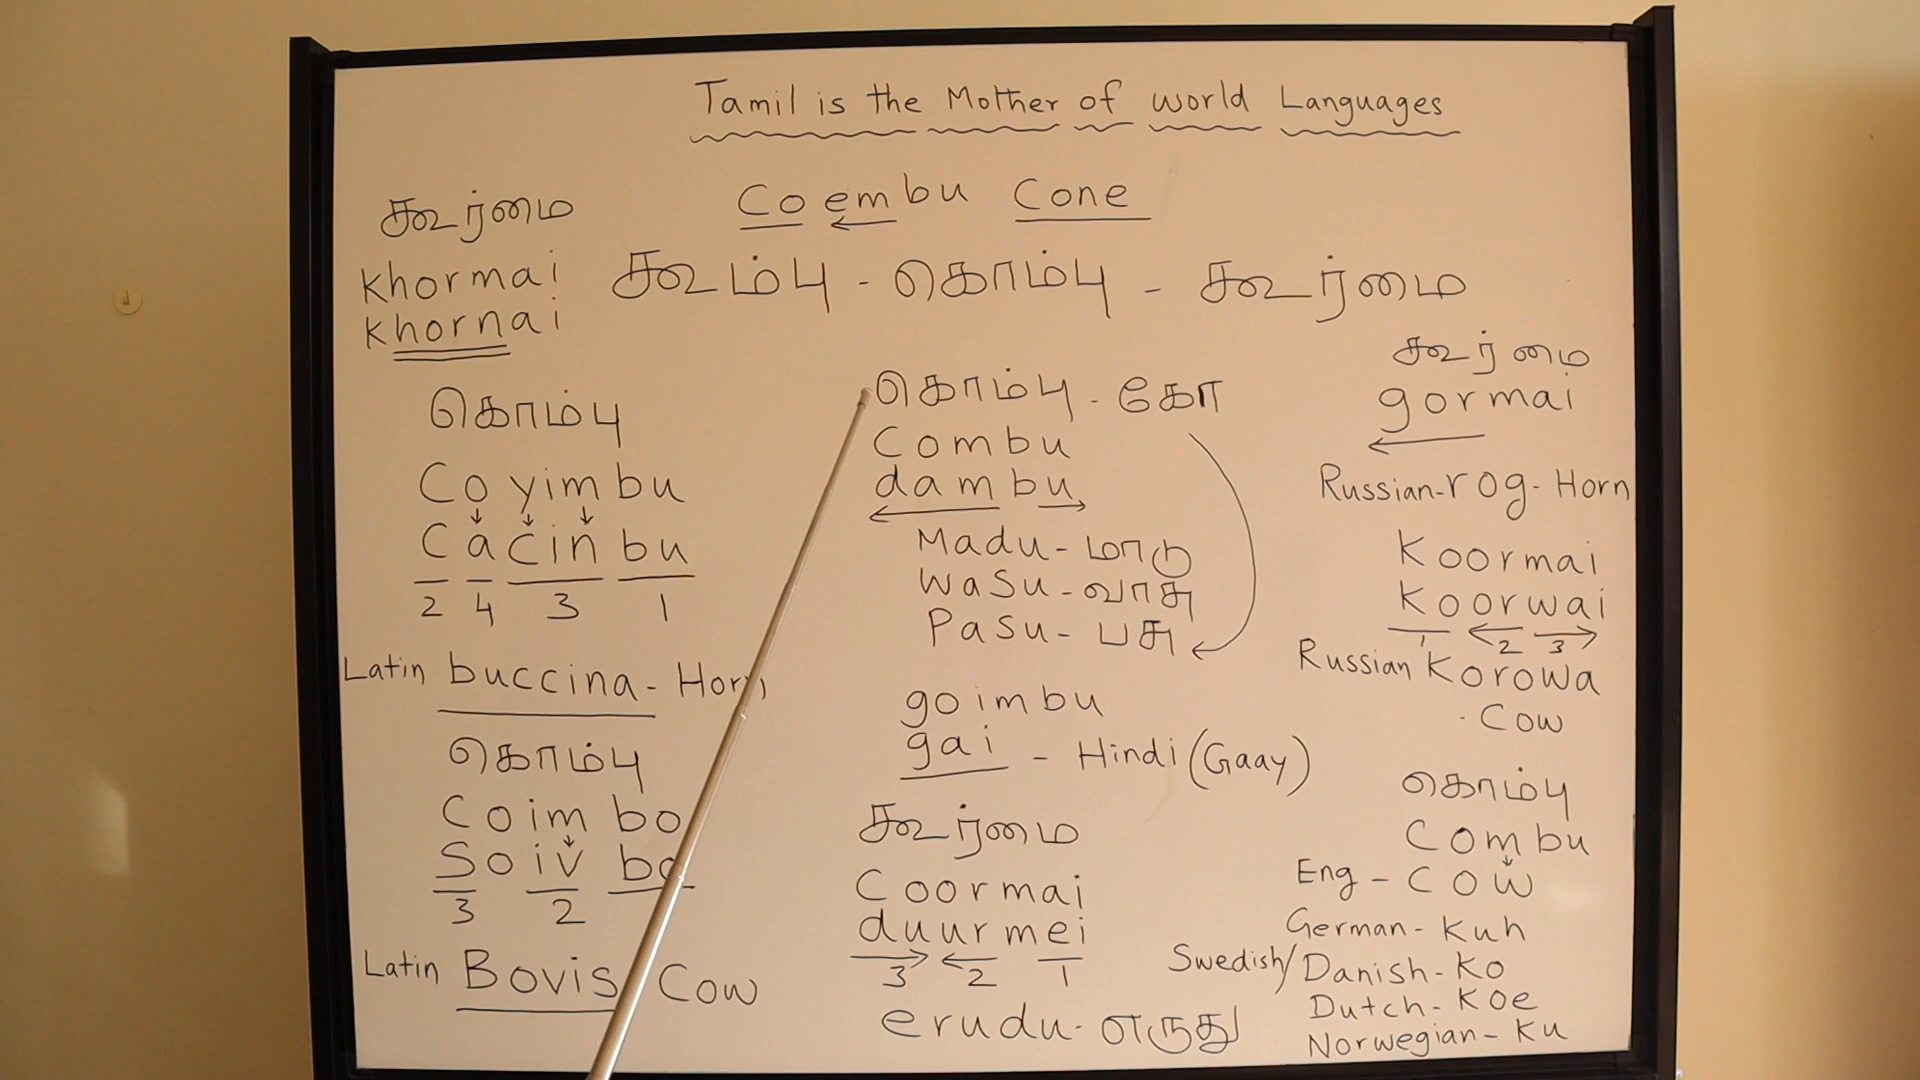 Tamil is the Mother of world Languages
கூர்மை
Khormai
Khornai
Coembu Cone
கூம்பு - கொம்பு - கூர்மை
கொம்பு
Coyimbu
Cacinbu
2 4 3 1
Latin buccina - Horn
கொம்பு
Coimbo
Soiv bo
3 2
Latin Bovis Cow
கொம்பு - கோ
Combu
dambu
Madu - மாடு
Wasu - வாசு
Pasu - பசு
goimbu
gai - Hindi (Gaay)
கூர்மை
Coormai
duurmei
3 2 1
erudu - எருது
கூர்மை
gormai
Russian - rog - Horn
Koormai
Koorwai
1 2 3
Russian Korowa
- Cow
கொம்பு
Combu
Eng - Cow
German - Kuh
Swedish/Danish - Ko
Dutch - Koe
Norwegian - Ku